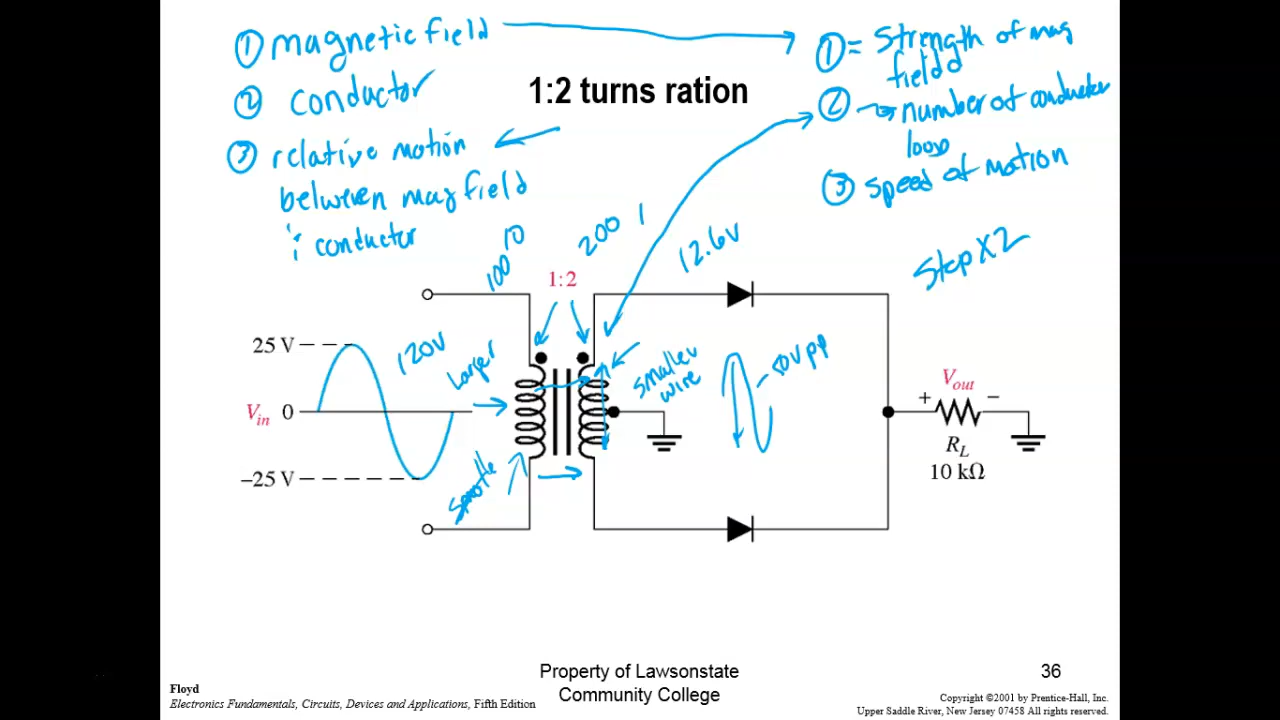 ① magnetic field
② conductor
③ relative motion
between mag field
conductor
① = Strength of mag
field
② → number of conductor
loops
③ speed of motion
1:2 turns ration
Step X2
100
10
200
1
12.6V
1:2
25 V
120V
Larger
smaller
wire
50V PP
Vin
0
−25 V
Vout
+
−
RL
10 kΩ
Property of Lawsonstate
Community College
36
Floyd
Electronics Fundamentals, Circuits, Devices and Applications, Fifth Edition
Copyright ©2001 by Prentice-Hall, Inc.
Upper Saddle River, New Jersey 07458 All rights reserved.